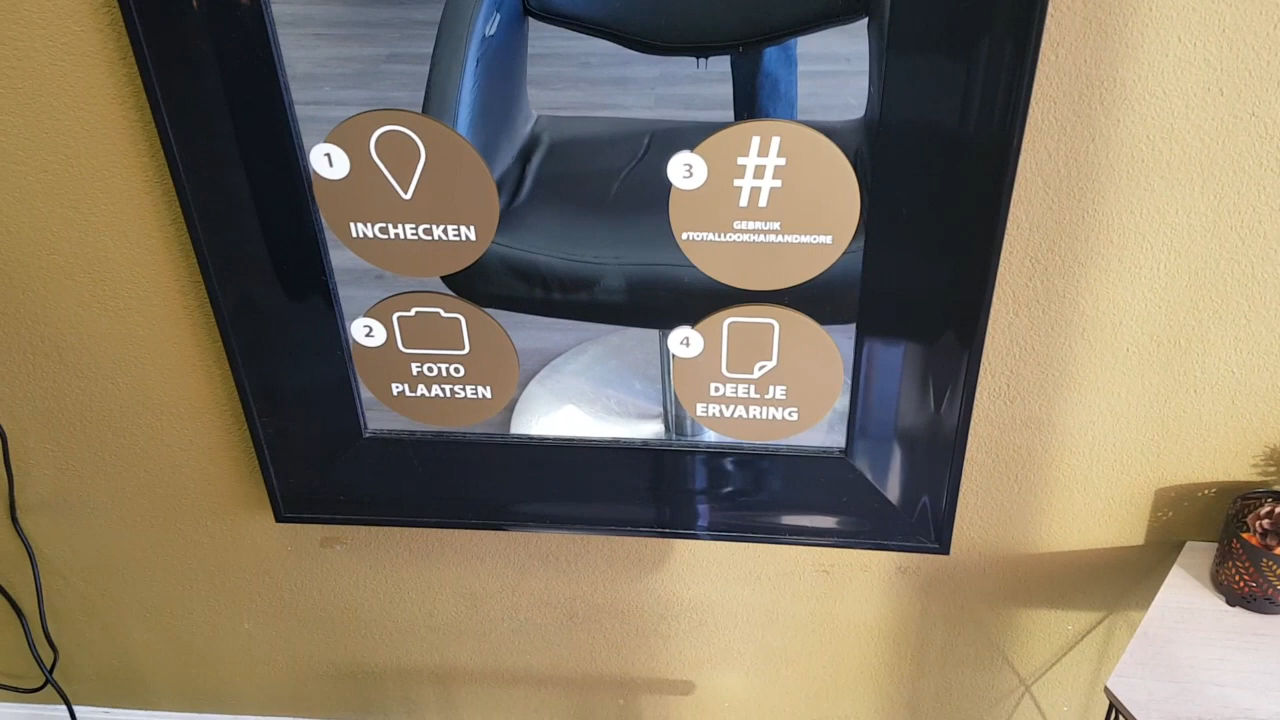 1
INCHECKEN
2
FOTO
PLAATSEN
3
#
GEBRUIK
#TOTALLOOKHAIRANDMORE
4
DEEL JE
ERVARING